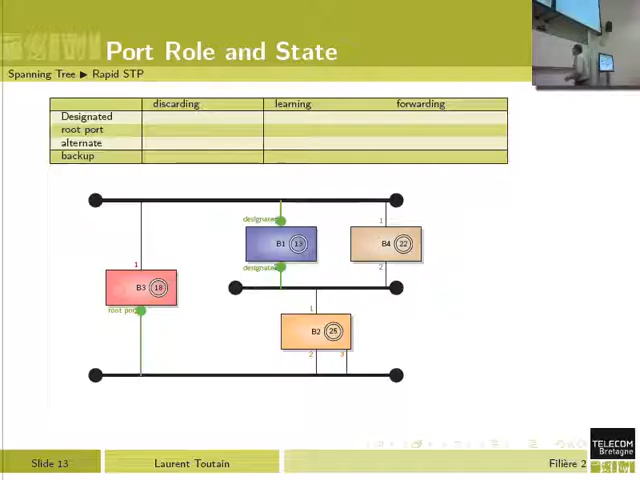 Port Role and State
Spanning Tree ▶ Rapid STP
discarding learning forwarding
Designated
root port
alternate
backup
designate
1
B1 13
B4 22
designate
2
1
B3 18
root port
1
B2 25
2 3
TELECOM
Bretagne
Slide 13 Laurent Toutain Filière 2